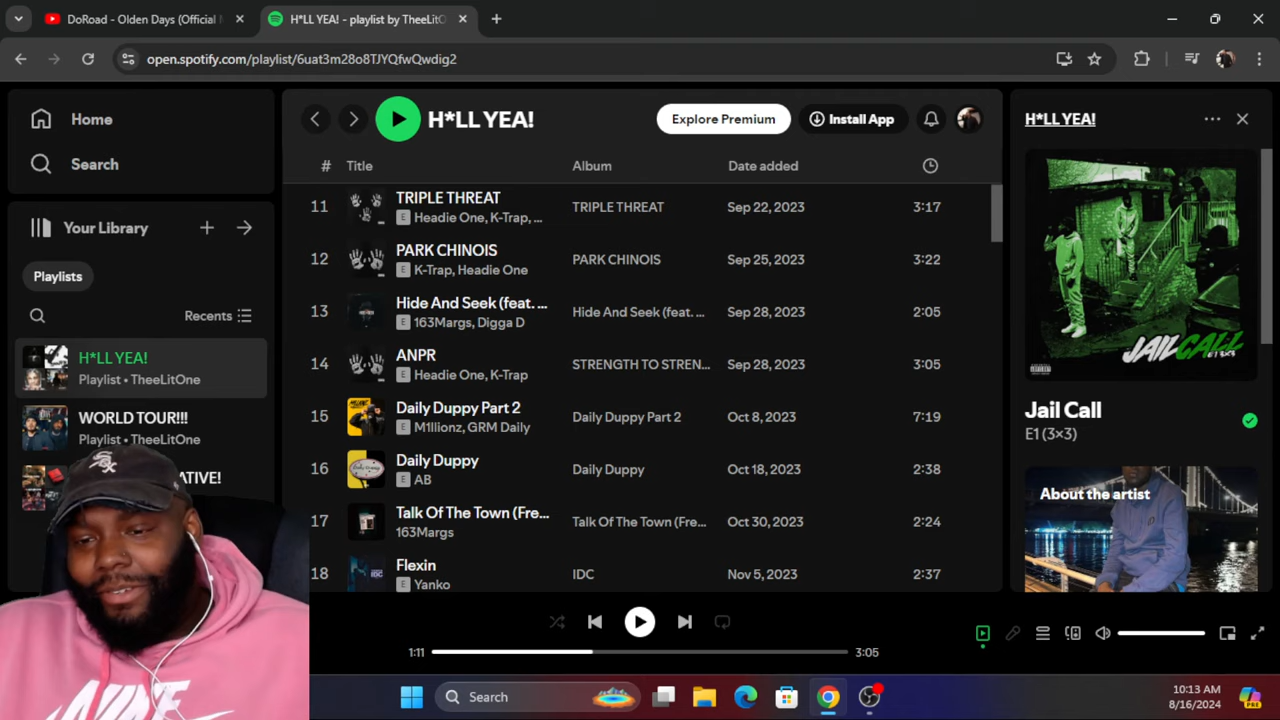 DoRoad - Olden Days (Official
H*LL YEA! - playlist by TheeLitO
open.spotify.com/playlist/6uat3m28o8TJYQfwQwdig2
Home
Search
Your Library
Playlists
Recents
H*LL YEA!
Playlist • TheeLitOne
WORLD TOUR!!!
Playlist • TheeLitOne
ATIVE!
H*LL YEA!
Explore Premium
Install App
# Title Album Date added
11 TRIPLE THREAT TRIPLE THREAT Sep 22, 2023 3:17
E Headie One, K-Trap, ...
12 PARK CHINOIS PARK CHINOIS Sep 25, 2023 3:22
E K-Trap, Headie One
13 Hide And Seek (feat. ... Hide And Seek (feat. ... Sep 28, 2023 2:05
E 163Margs, Digga D
14 ANPR STRENGTH TO STREN... Sep 28, 2023 3:05
E Headie One, K-Trap
15 Daily Duppy Part 2 Daily Duppy Part 2 Oct 8, 2023 7:19
E M1llionz, GRM Daily
16 Daily Duppy Daily Duppy Oct 18, 2023 2:38
E AB
17 Talk Of The Town (Fre... Talk Of The Town (Fre... Oct 30, 2023 2:24
163Margs
18 Flexin IDC Nov 5, 2023 2:37
E Yanko
H*LL YEA!
JAIL CALL
E1 3X3
Jail Call
E1 (3×3)
About the artist
1:11
3:05
Search
10:13 AM
8/16/2024